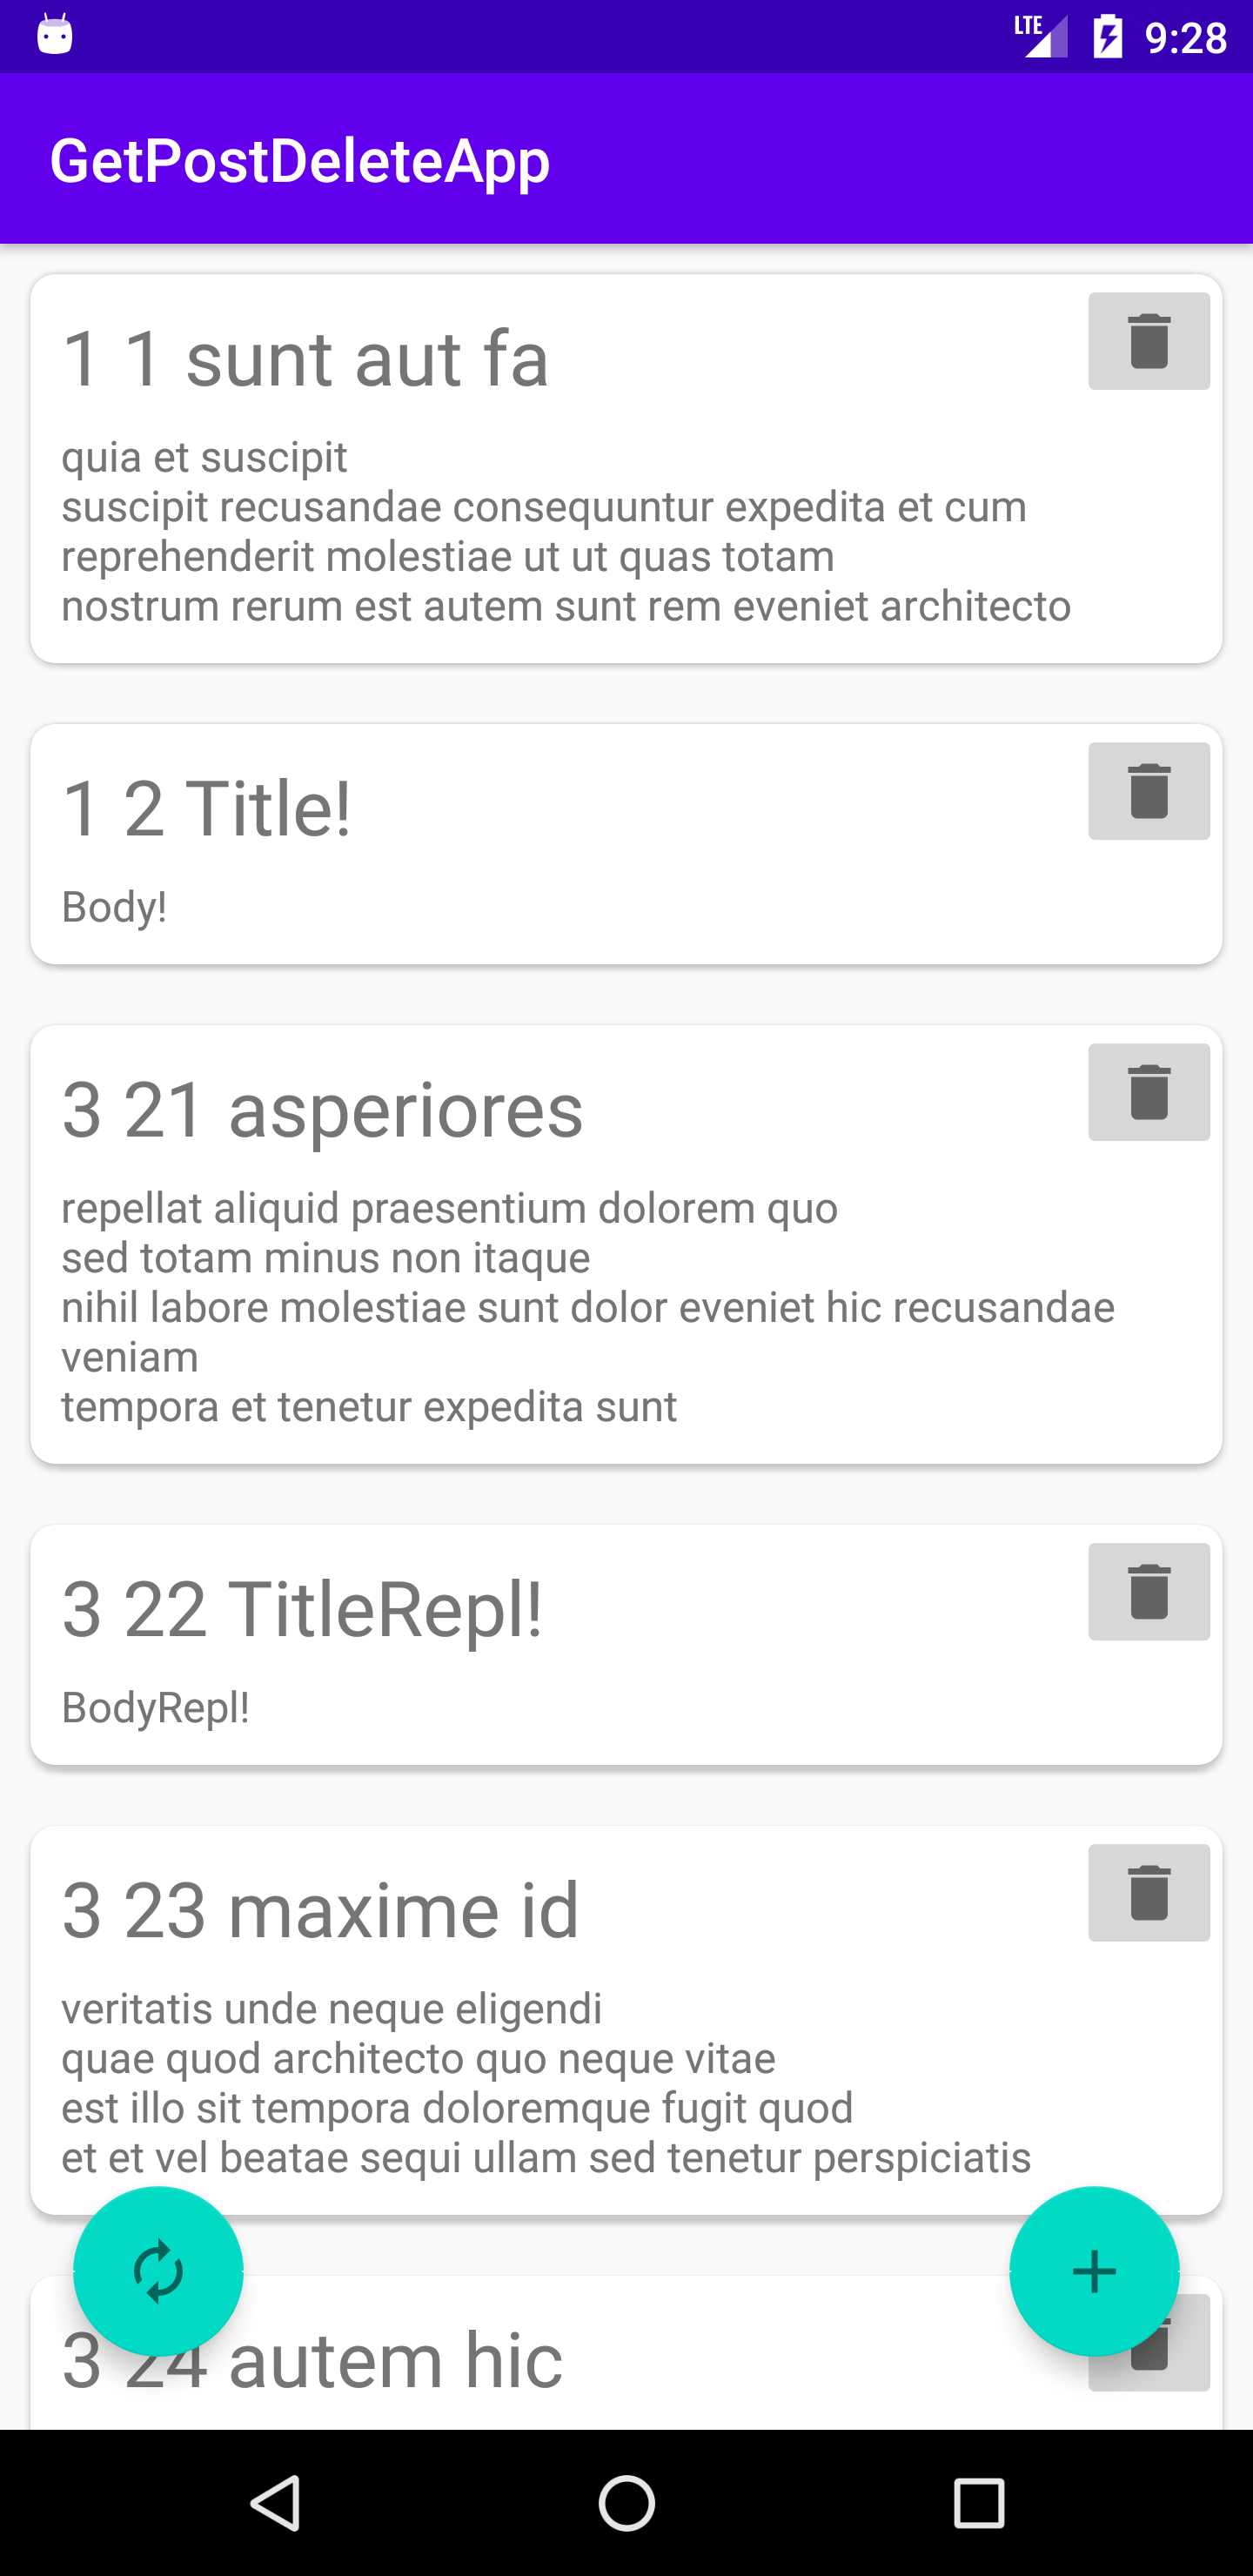 LTE 9:28
GetPostDeleteApp
1 1 sunt aut fa
quia et suscipit
suscipit recusandae consequuntur expedita et cum
reprehenderit molestiae ut ut quas totam
nostrum rerum est autem sunt rem eveniet architecto
1 2 Title!
Body!
3 21 asperiores
repellat aliquid praesentium dolorem quo
sed totam minus non itaque
nihil labore molestiae sunt dolor eveniet hic recusandae
veniam
tempora et tenetur expedita sunt
3 22 TitleRepl!
BodyRepl!
3 23 maxime id
veritatis unde neque eligendi
quae quod architecto quo neque vitae
est illo sit tempora doloremque fugit quod
et et vel beatae sequi ullam sed tenetur perspiciatis
3 24 autem hic